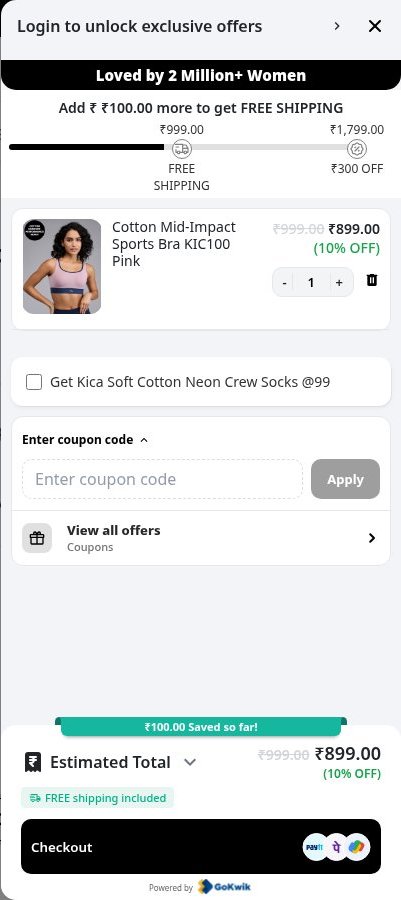 Login to unlock exclusive offers
Loved by 2 Million+ Women
Add ₹ ₹100.00 more to get FREE SHIPPING
₹999.00
₹1,799.00
FREE
SHIPPING
₹300 OFF
Cotton Mid-Impact
Sports Bra KIC100
Pink
₹999.00 ₹899.00
(10% OFF)
- 1 +
Get Kica Soft Cotton Neon Crew Socks @99
Enter coupon code
Enter coupon code
Apply
View all offers
Coupons
₹100.00 Saved so far!
Estimated Total
₹999.00 ₹899.00
(10% OFF)
FREE shipping included
Checkout
Powered by GoKwik